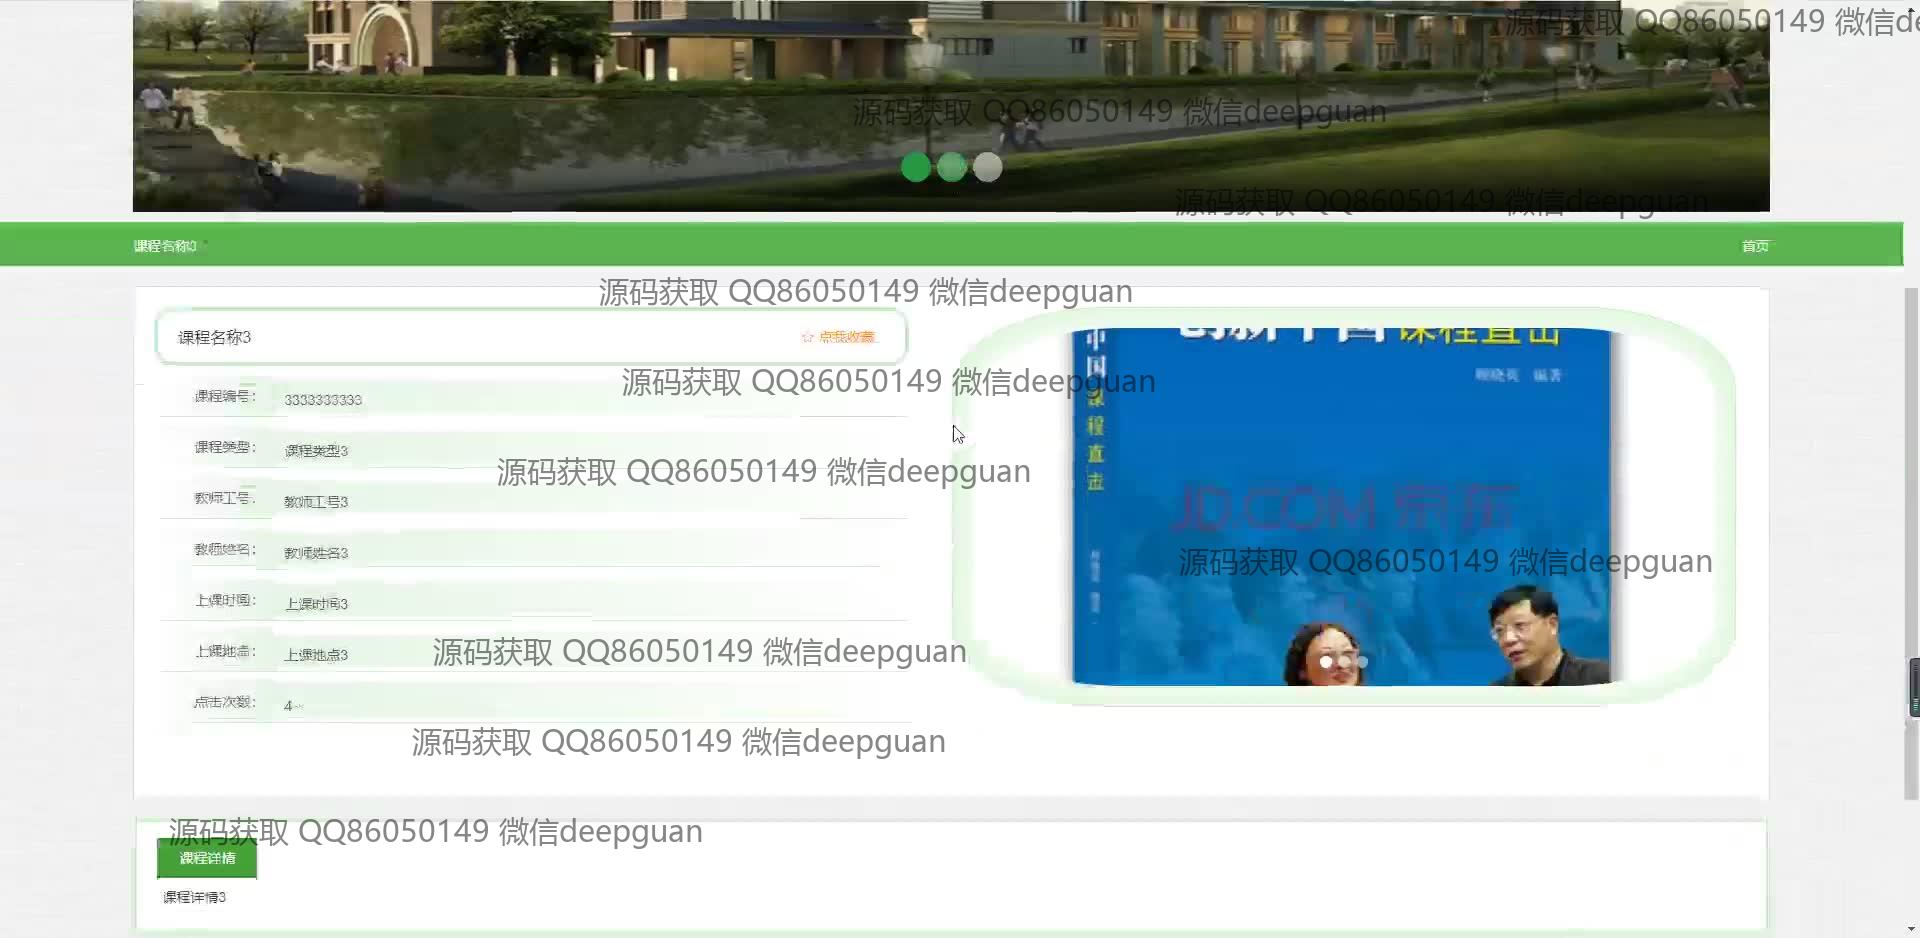 源码获取 QQ86050149 微信de
源码获取 QQ86050149 微信deepguan
源码获取 QQ86050149 微信deepguan
课程名称3
首页
源码获取 QQ86050149 微信deepguan
课程名称3
☆ 点我收藏
创新中国 课程直击
中国课程直击
编著
源码获取 QQ86050149 微信deepguan
课程编号：
3333333333
课程类型：
课程类型3
源码获取 QQ86050149 微信deepguan
教师工号：
教师工号3
JD.COM 京东
教师姓名：
教师姓名3
源码获取 QQ86050149 微信deepguan
上课时间：
上课时间3
上课地点：
上课地点3
源码获取 QQ86050149 微信deepguan
点击次数：
4
源码获取 QQ86050149 微信deepguan
源码获取 QQ86050149 微信deepguan
课程详情
课程详情3